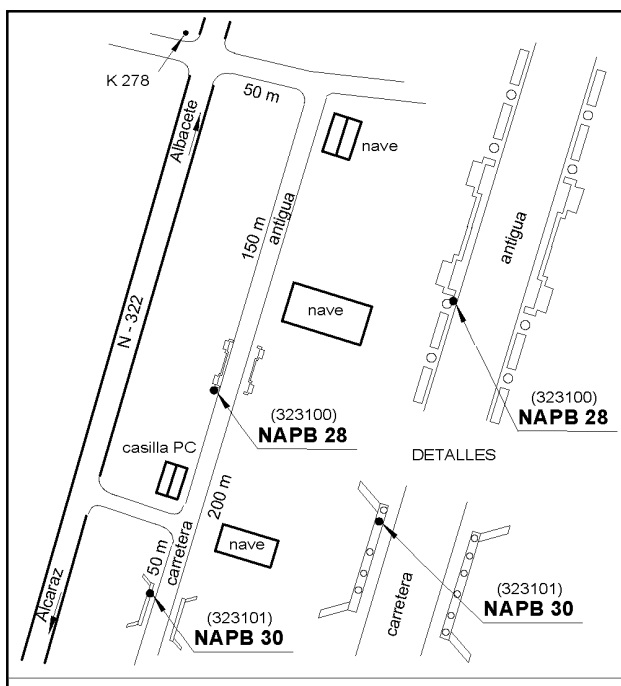 K 278
50 m
Albacete
nave
150 m
antigua
antigua
N - 322
nave
(323100)
NAPB 28
(323100)
NAPB 28
casilla PC
DETALLES
200 m
nave
carretera
50 m
Alcaraz
(323101)
NAPB 30
carretera
(323101)
NAPB 30